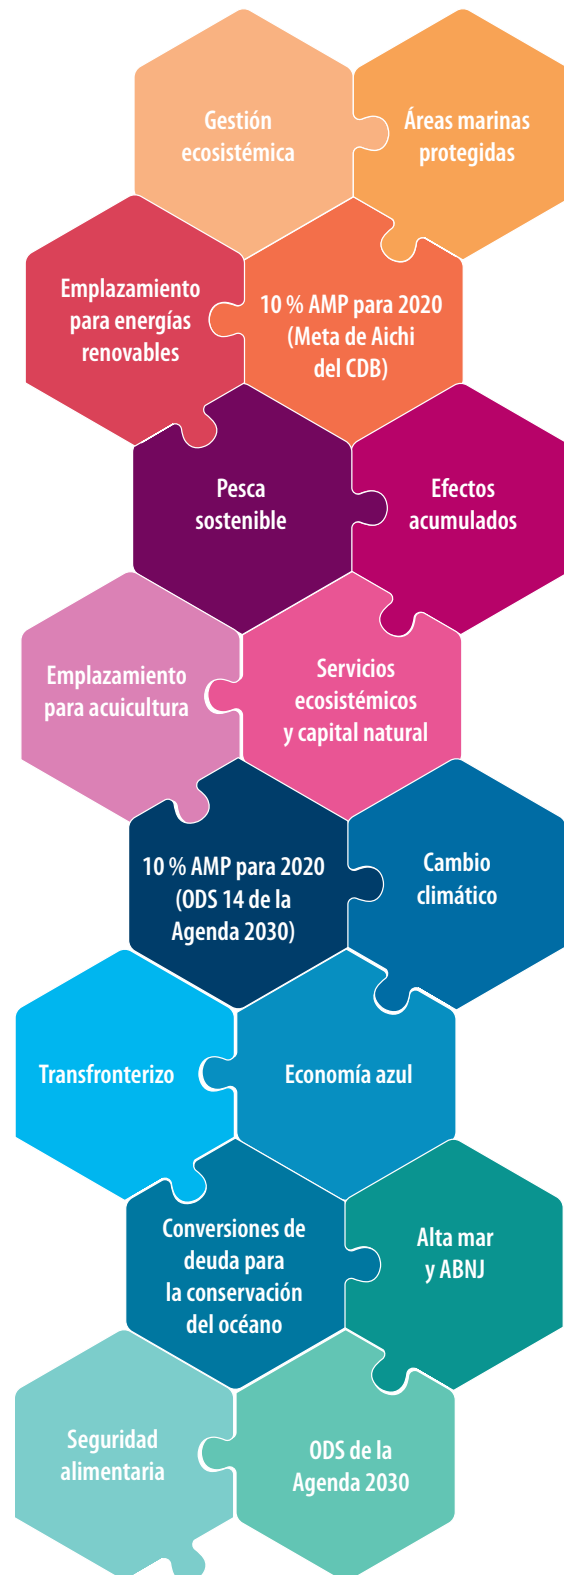 Gestión
ecosistémica
Áreas marinas
protegidas
Emplazamiento
para energías
renovables
10 % AMP para 2020
(Meta de Aichi
del CDB)
Pesca
sostenible
Efectos
acumulados
Emplazamiento
para acuicultura
Servicios
ecosistémicos
y capital natural
10 % AMP para 2020
(ODS 14 de la
Agenda 2030)
Cambio
climático
Transfronterizo
Economía azul
Conversiones de
deuda para
la conservación
del océano
Alta mar
y ABNJ
Seguridad
alimentaria
ODS de la
Agenda 2030